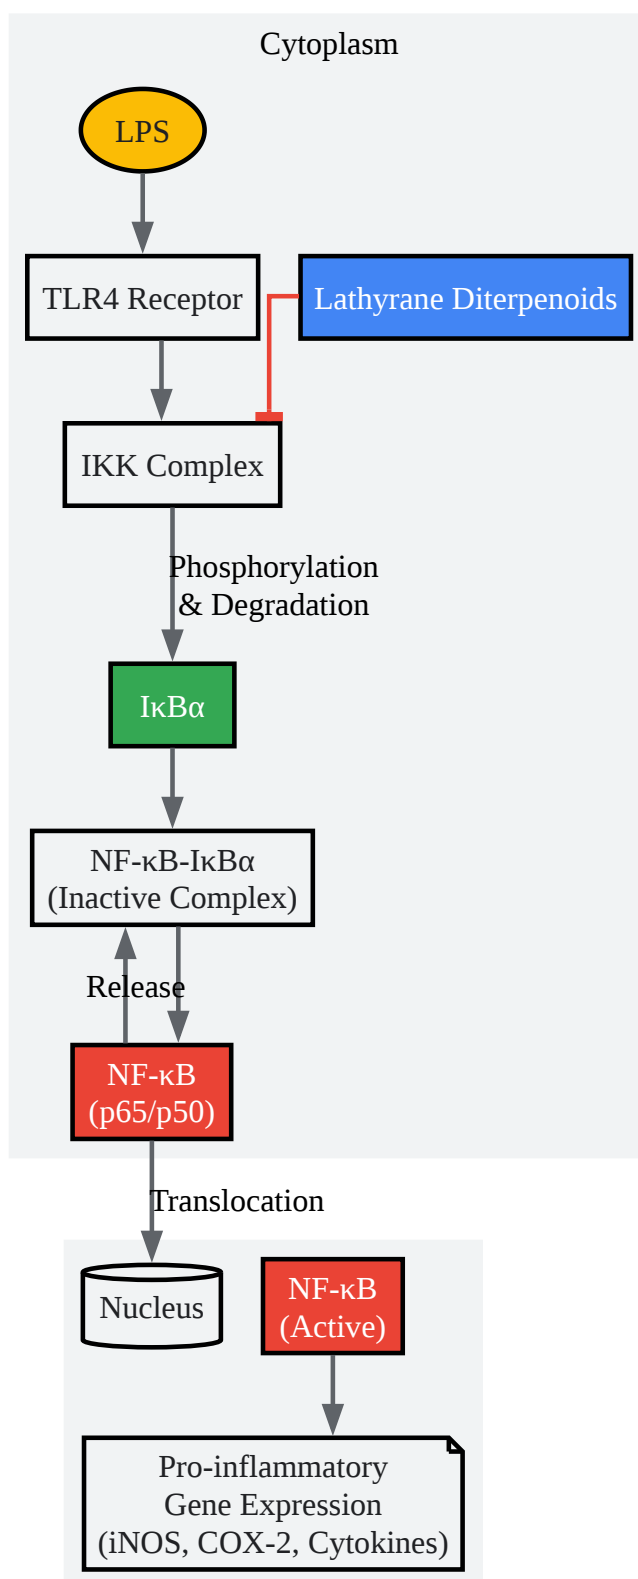 Cytoplasm
LPS
TLR4 Receptor
Lathyrane Diterpenoids
IKK Complex
Phosphorylation
& Degradation
IκBα
NF-κB-IκBα
(Inactive Complex)
Release
NF-κB
(p65/p50)
Translocation
Nucleus
NF-κB
(Active)
Pro-inflammatory
Gene Expression
(iNOS, COX-2, Cytokines)